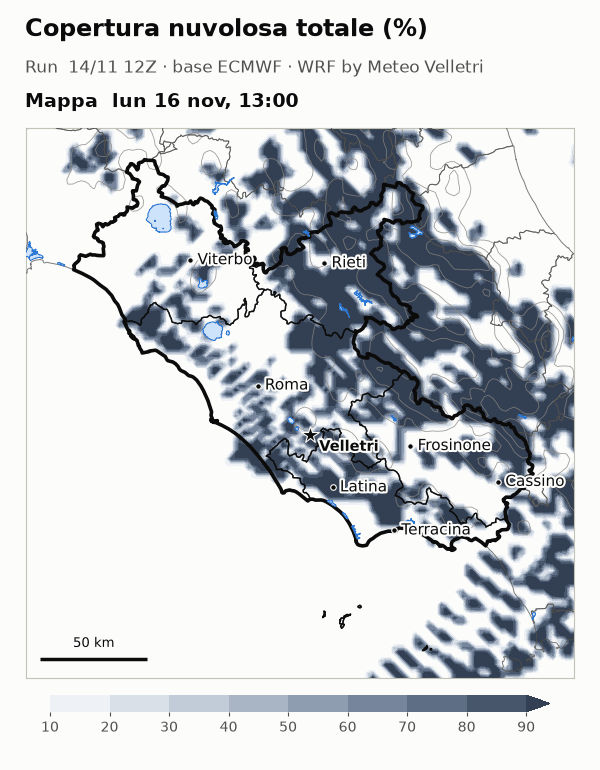 Copertura nuvolosa totale (%)
Run  14/11 12Z · base ECMWF · WRF by Meteo Velletri
Mappa  lun 16 nov, 13:00
Viterbo
Rieti
Roma
Velletri
Frosinone
Cassino
Latina
Terracina
50 km
10 20 30 40 50 60 70 80 90